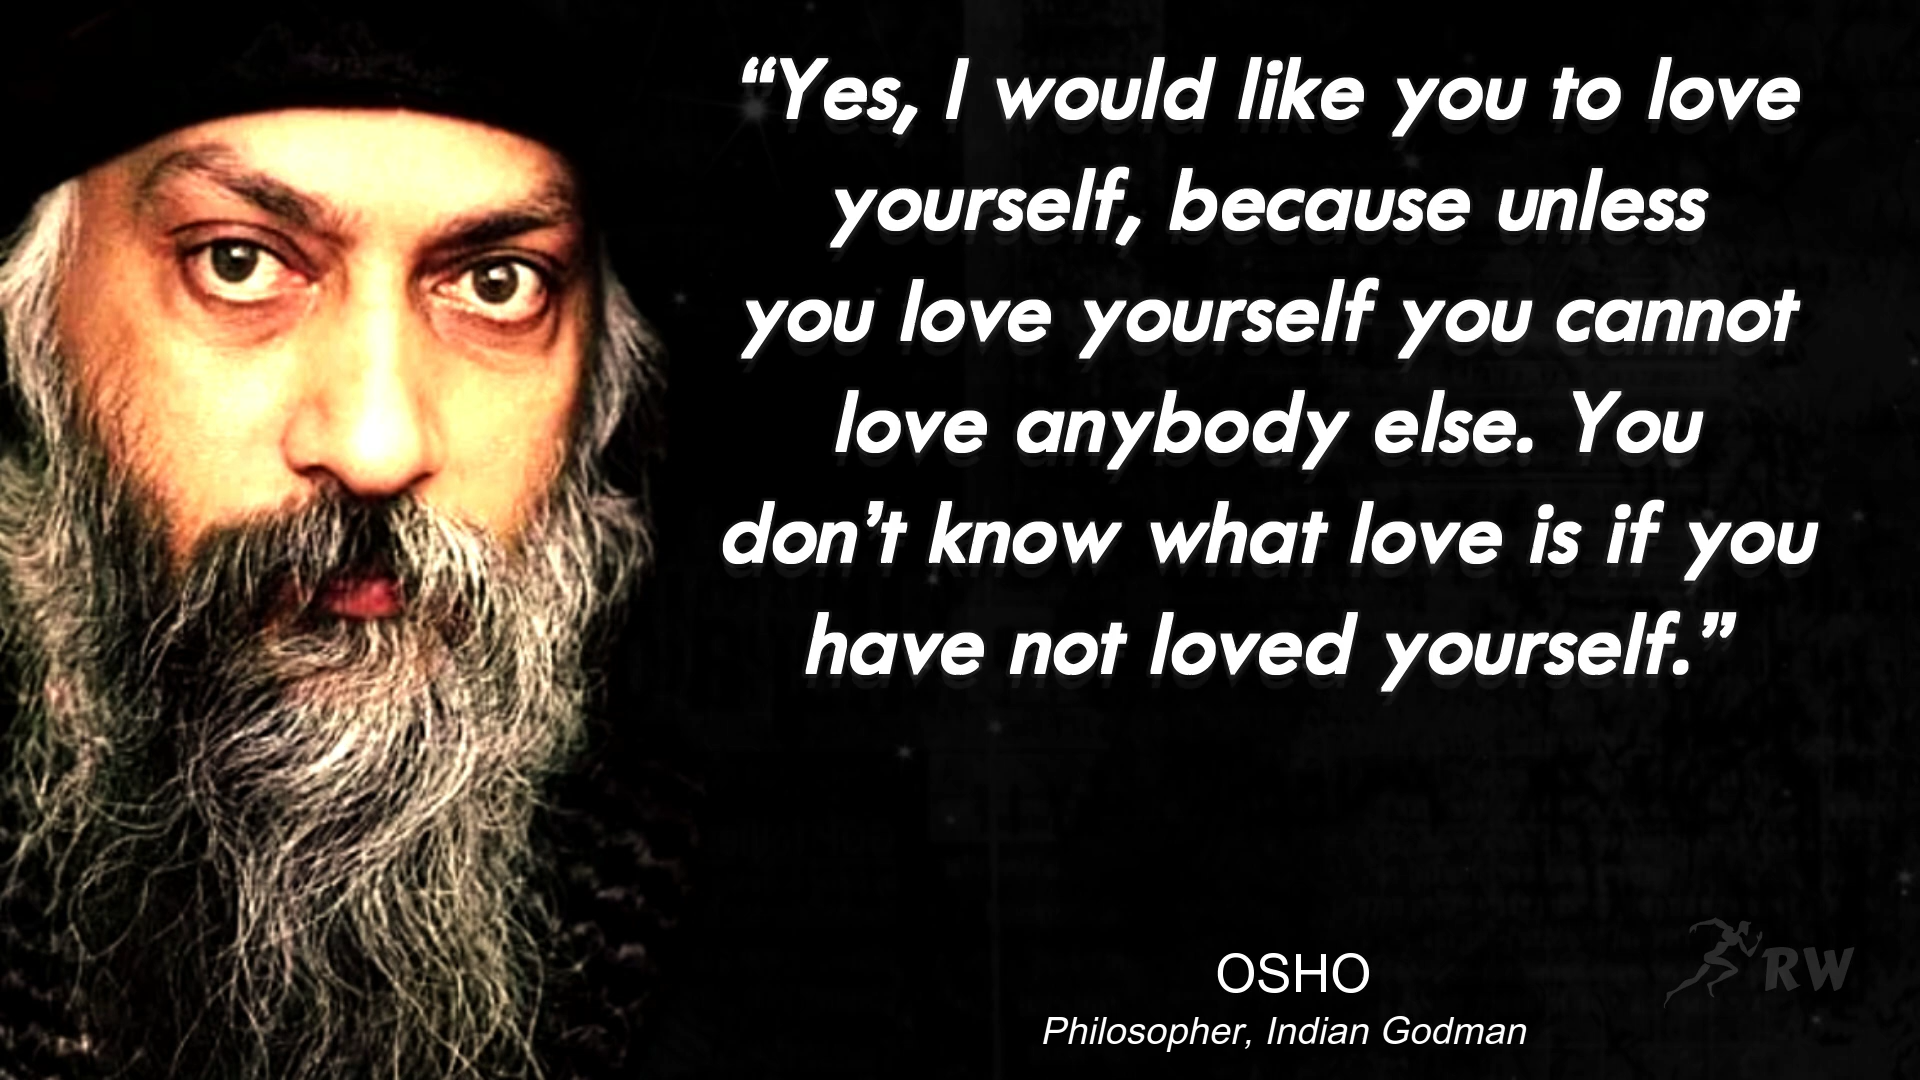 “Yes, I would like you to love
yourself, because unless
you love yourself you cannot
love anybody else. You
don’t know what love is if you
have not loved yourself.”
OSHO
Philosopher, Indian Godman
RW